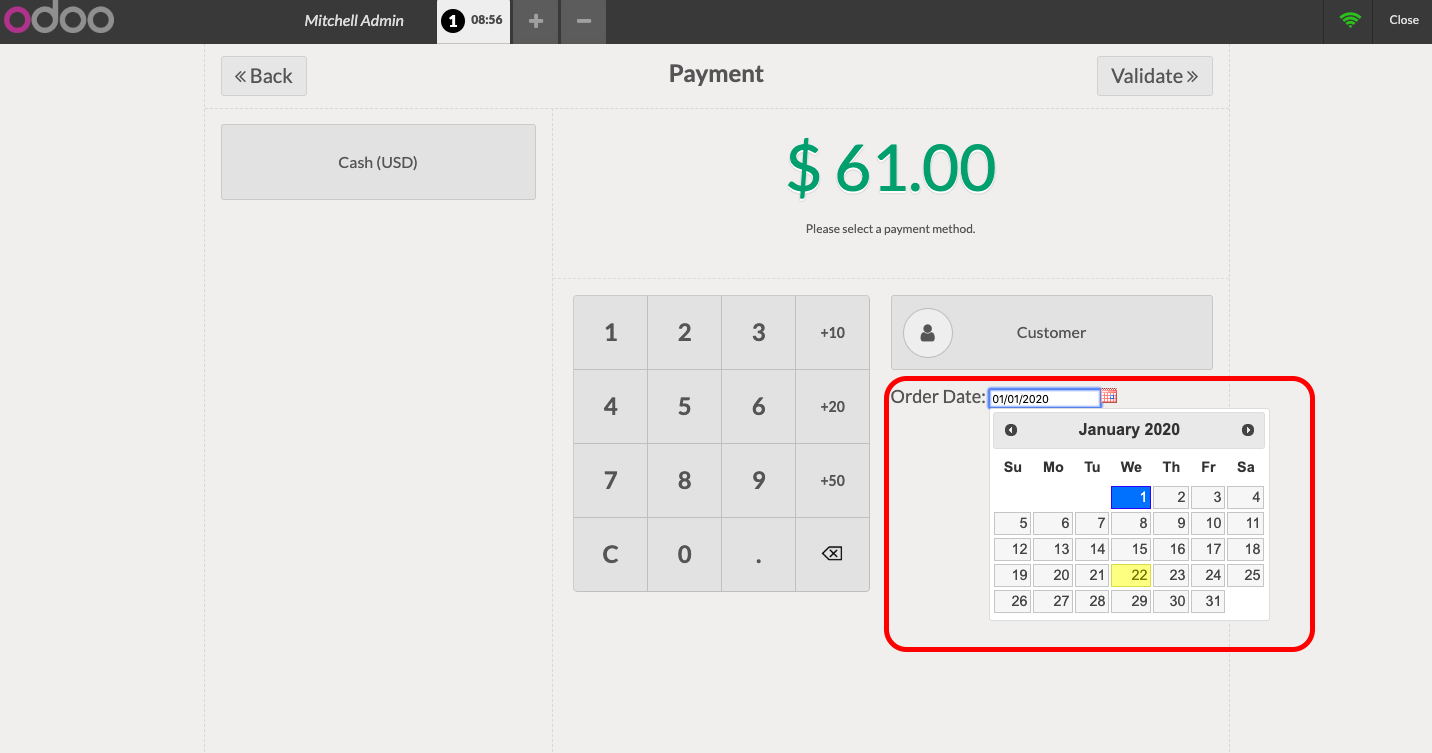 odoo
Mitchell Admin
1 08:56
+
−
Close
« Back
Payment
Validate »
Cash (USD)
$ 61.00
Please select a payment method.
1 2 3 +10
4 5 6 +20
7 8 9 +50
C 0 .
Customer
Order Date: 01/01/2020
January 2020
Su Mo Tu We Th Fr Sa
1 2 3 4
5 6 7 8 9 10 11
12 13 14 15 16 17 18
19 20 21 22 23 24 25
26 27 28 29 30 31